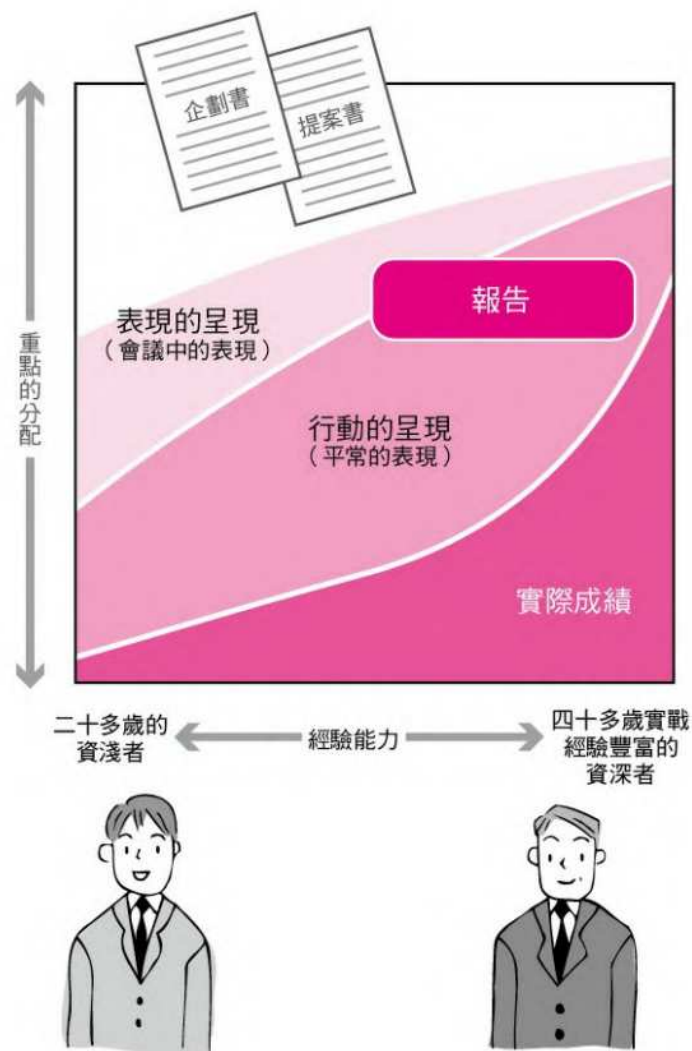 企劃書
提案書
報告
表現的呈現
（會議中的表現）
行動的呈現
（平常的表現）
實際成績
重點的分配
二十多歲的
資淺者
經驗能力
四十多歲實戰
經驗豐富的
資深者